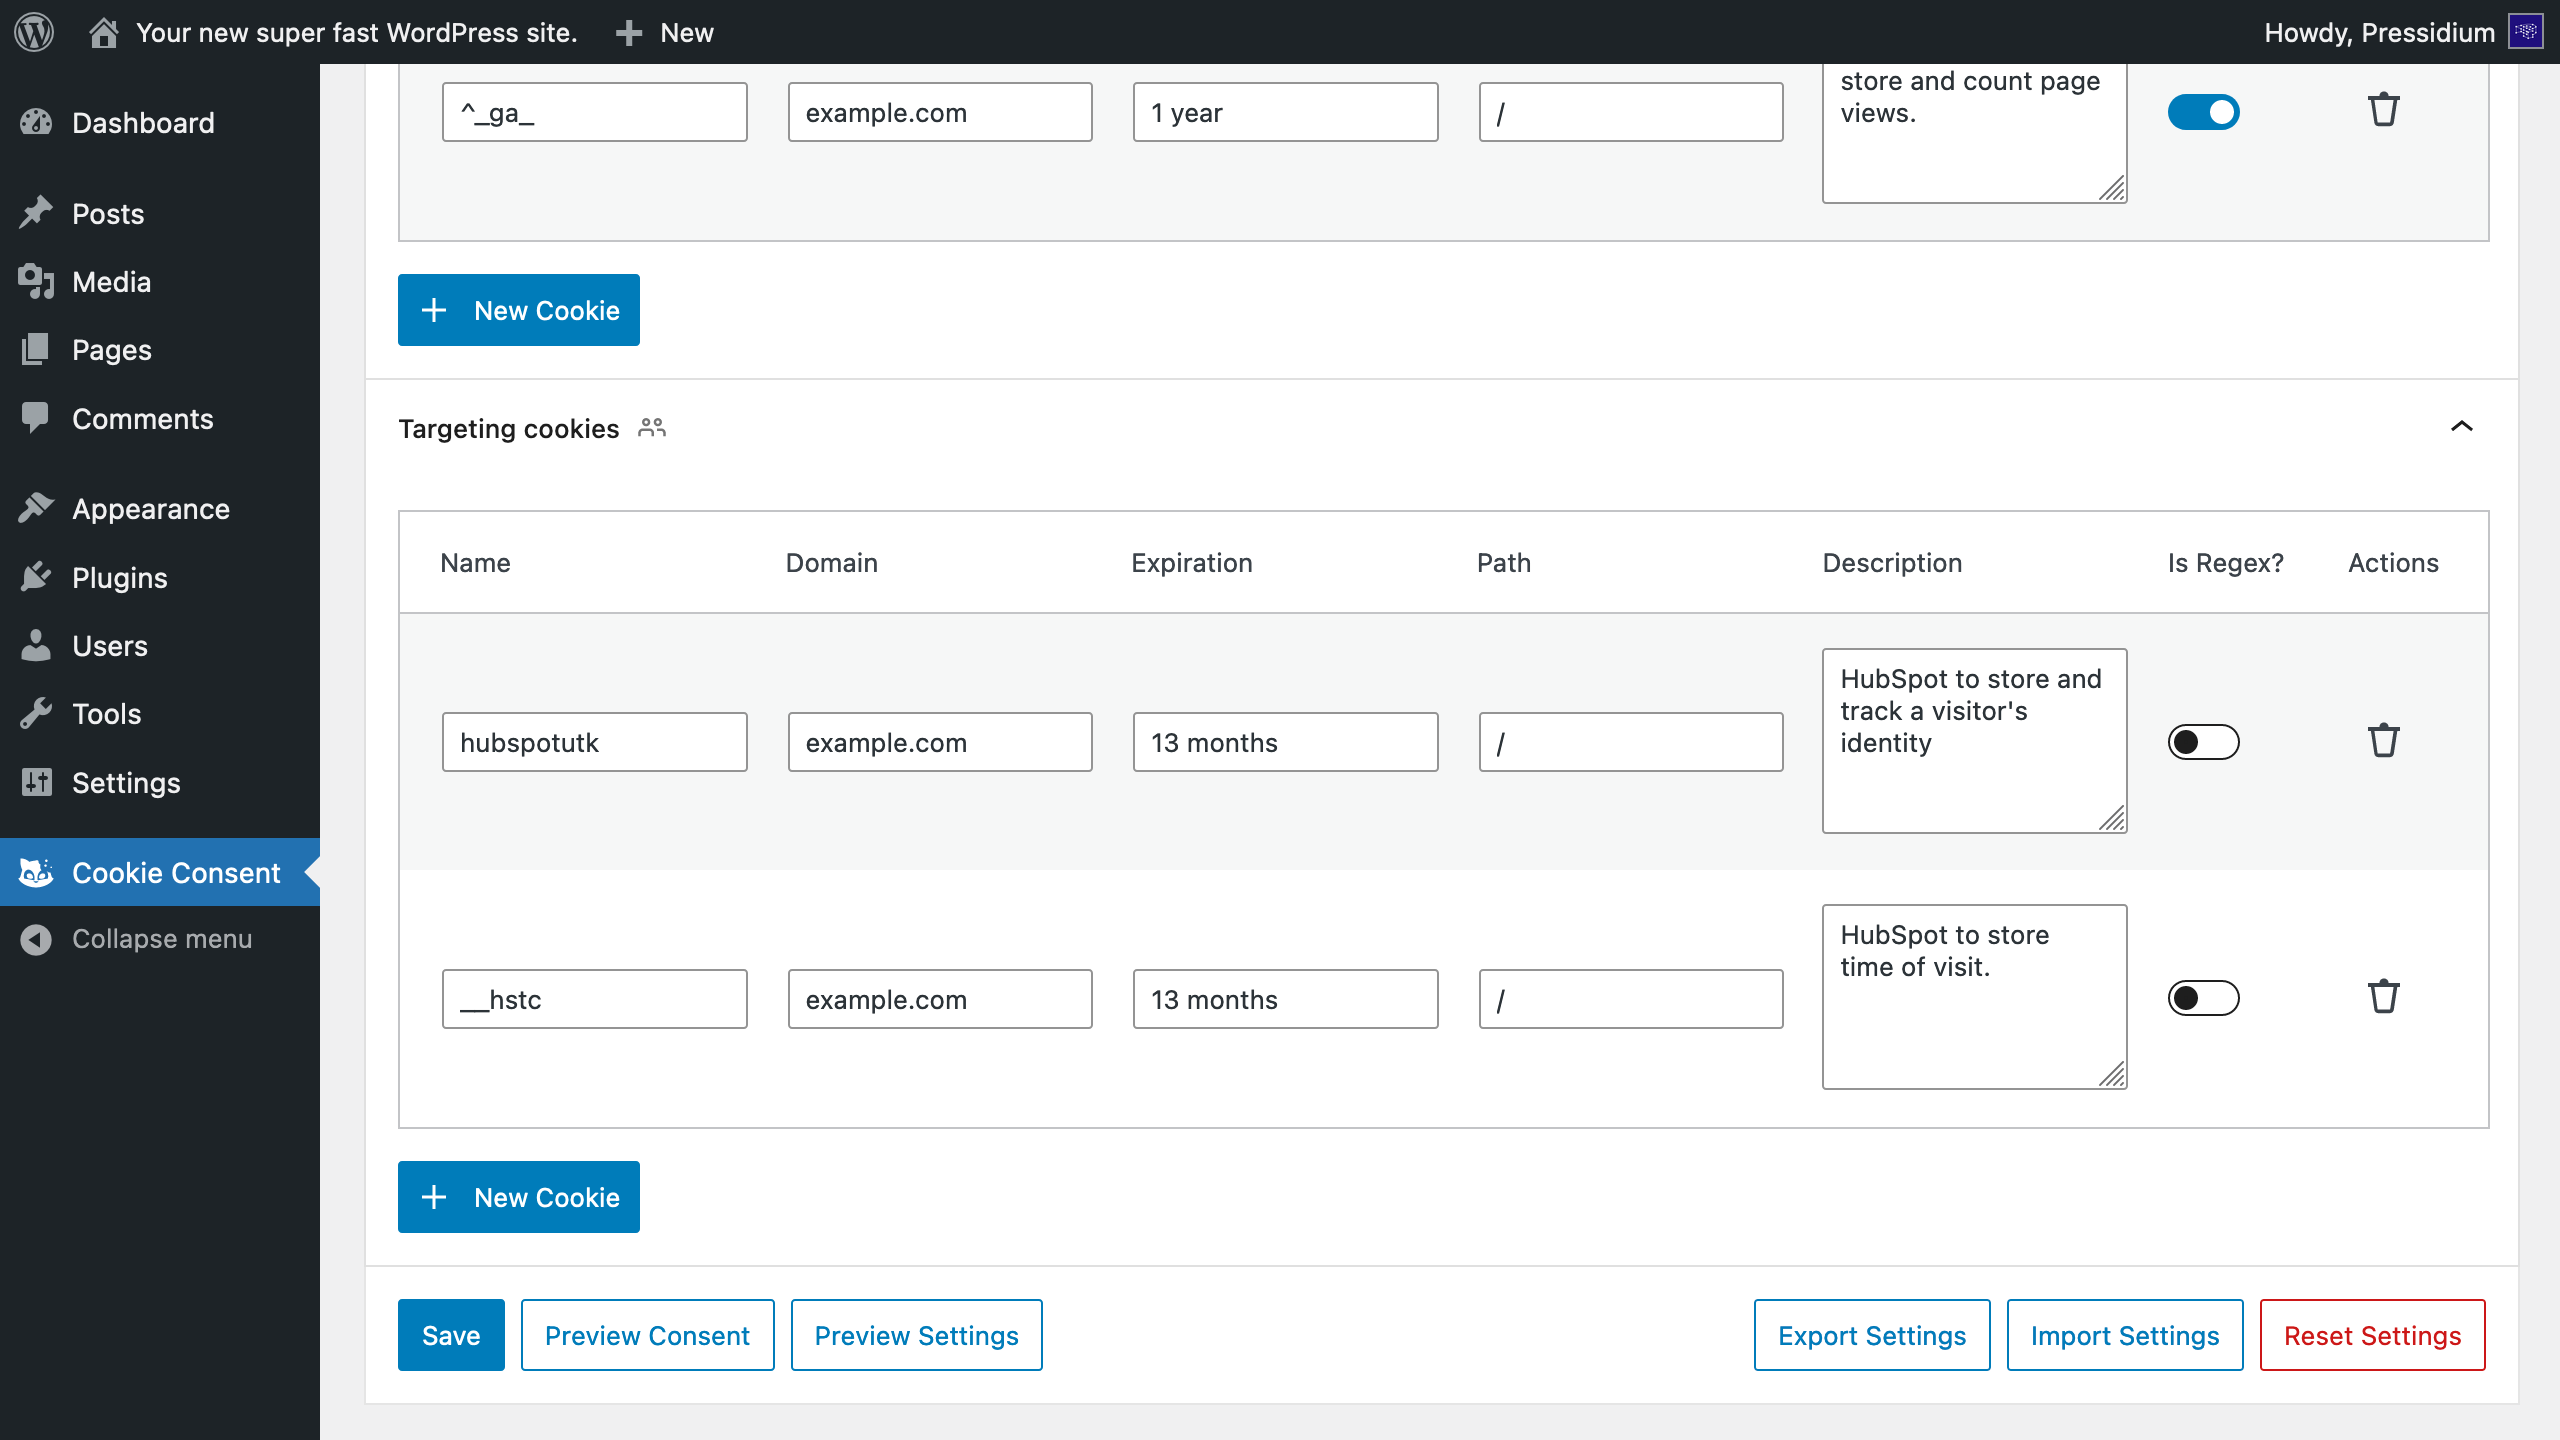 Your new super fast WordPress site.
New
Howdy, Pressidium
Dashboard
Posts
Media
Pages
Comments
Appearance
Plugins
Users
Tools
Settings
Cookie Consent
Collapse menu
^_ga_
example.com
1 year
/
store and count page
views.
New Cookie
Targeting cookies
Name
Domain
Expiration
Path
Description
Is Regex?
Actions
hubspotutk
example.com
13 months
/
HubSpot to store and
track a visitor's
identity
__hstc
example.com
13 months
/
HubSpot to store
time of visit.
New Cookie
Save
Preview Consent
Preview Settings
Export Settings
Import Settings
Reset Settings